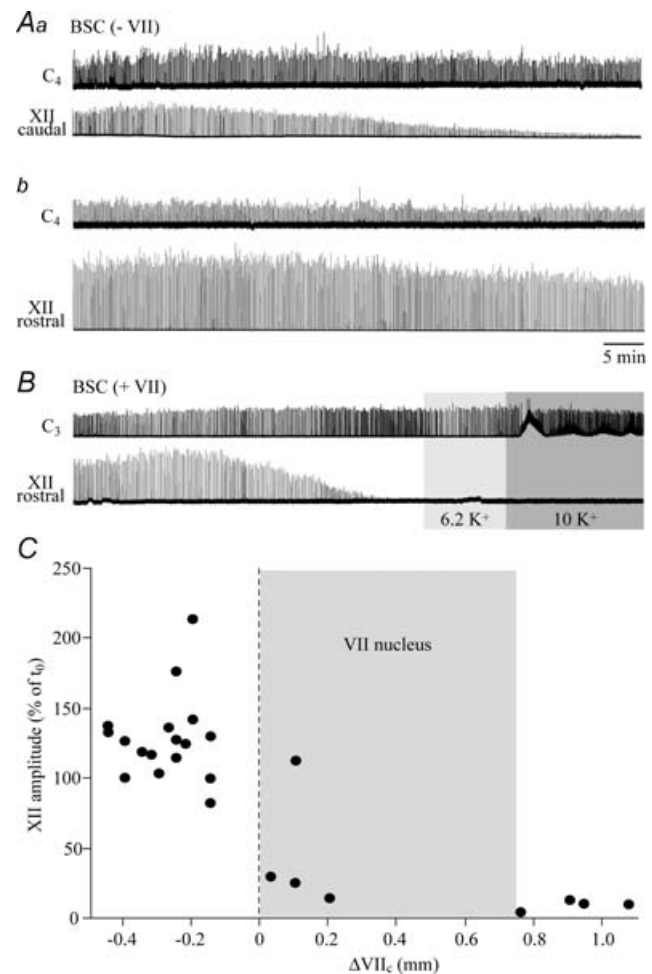 Aa BSC (- VII)
C₄
XII
caudal
b
C₄
XII
rostral
5 min
B BSC (+ VII)
C₃
XII
rostral
6.2 K⁺ 10 K⁺
C
250
200
150
100
50
0
XII amplitude (% of t₀)
VII nucleus
-0.4 -0.2 0 0.2 0.4 0.6 0.8 1.0
ΔVII꜀ (mm)